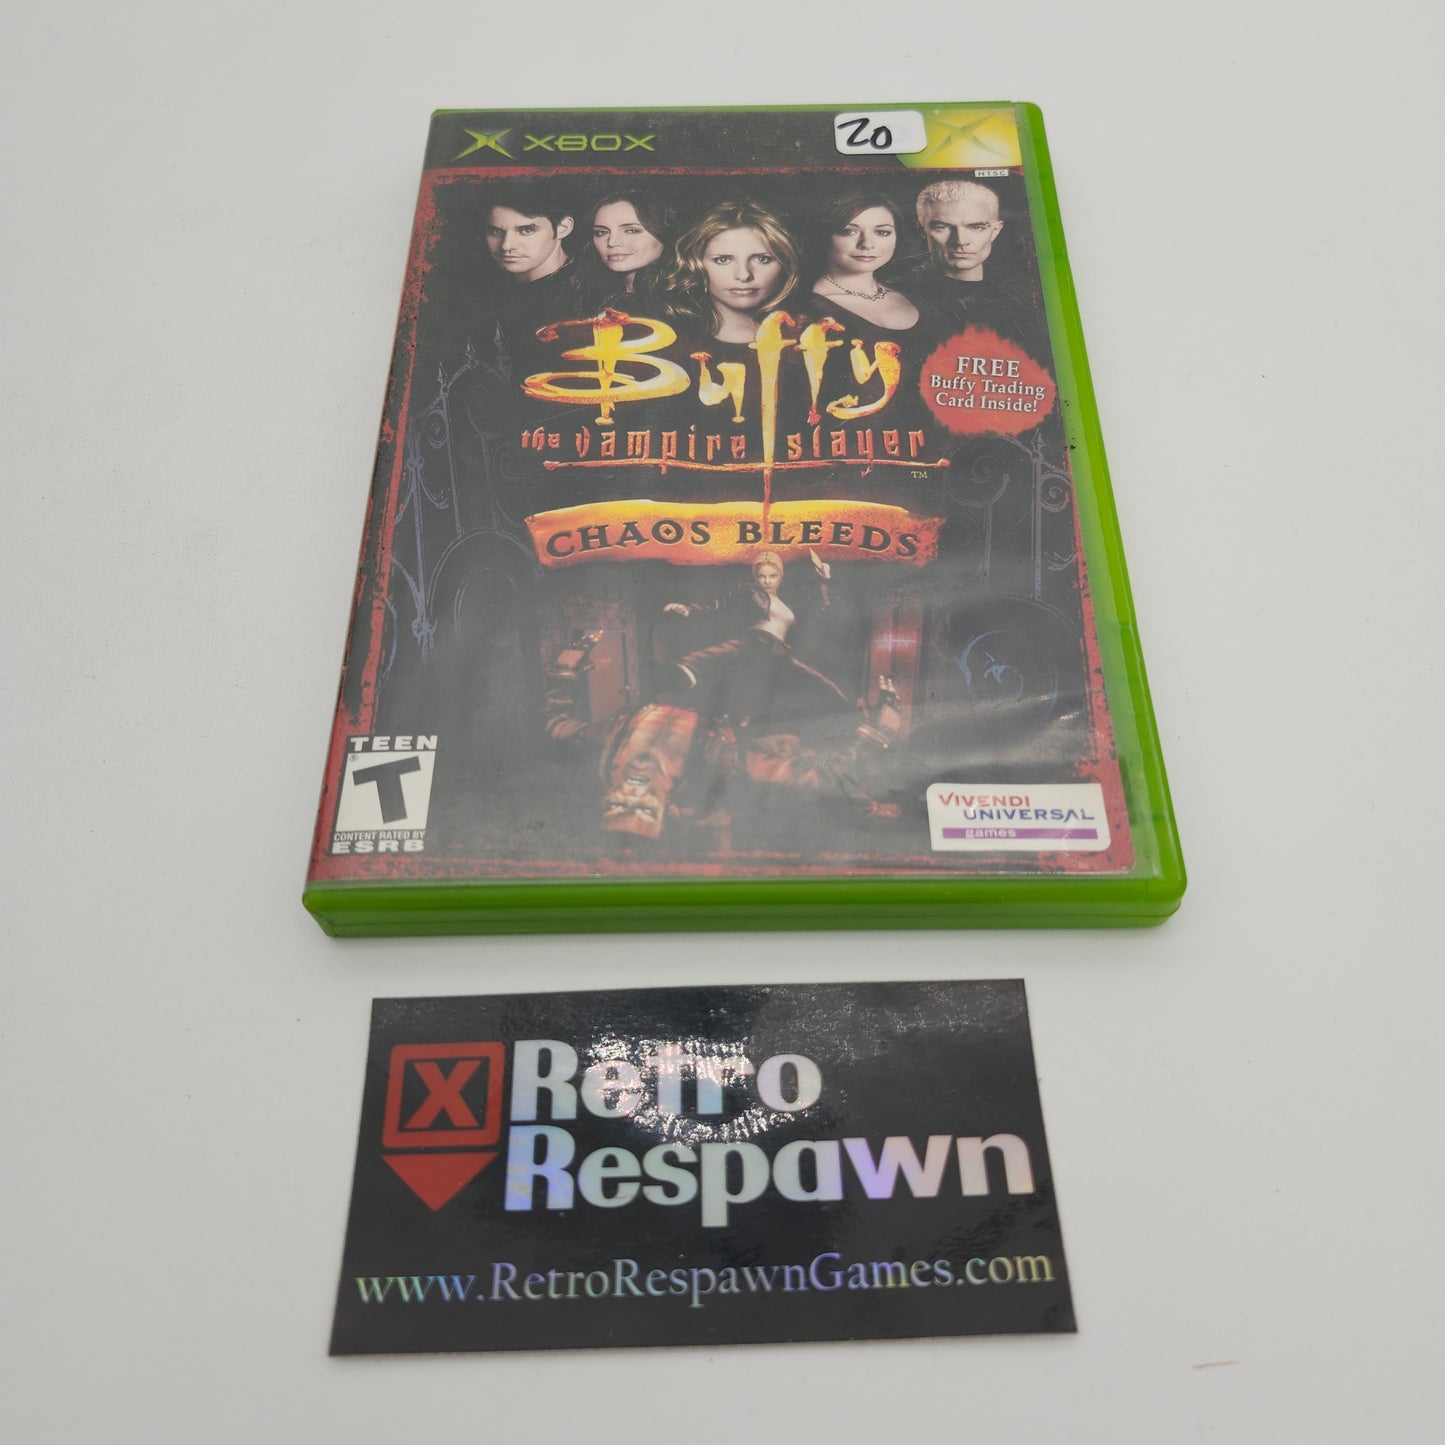 XBOX
20
NTSC
Buffy
the vampire slayer
TM
FREE
Buffy Trading
Card Inside!
CHAOS BLEEDS
TEEN
T
®
CONTENT RATED BY
ESRB
VIVENDI
UNIVERSAL
games
X Retro
Respawn
www.RetroRespawnGames.com